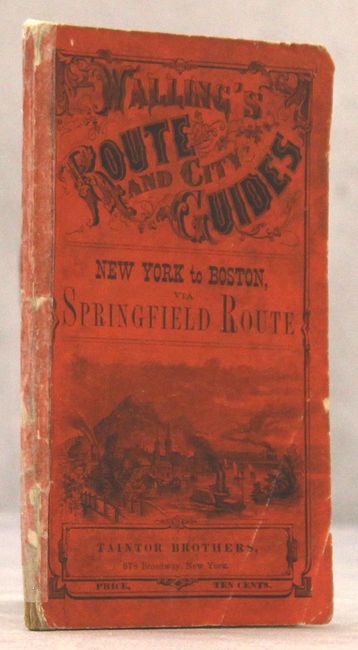 WALLING'S
ROUTE
AND CITY
GUIDES
NEW YORK to BOSTON,
VIA
SPRINGFIELD ROUTE
TAINTOR BROTHERS,
678 Broadway, New York.
PRICE, TEN CENTS.